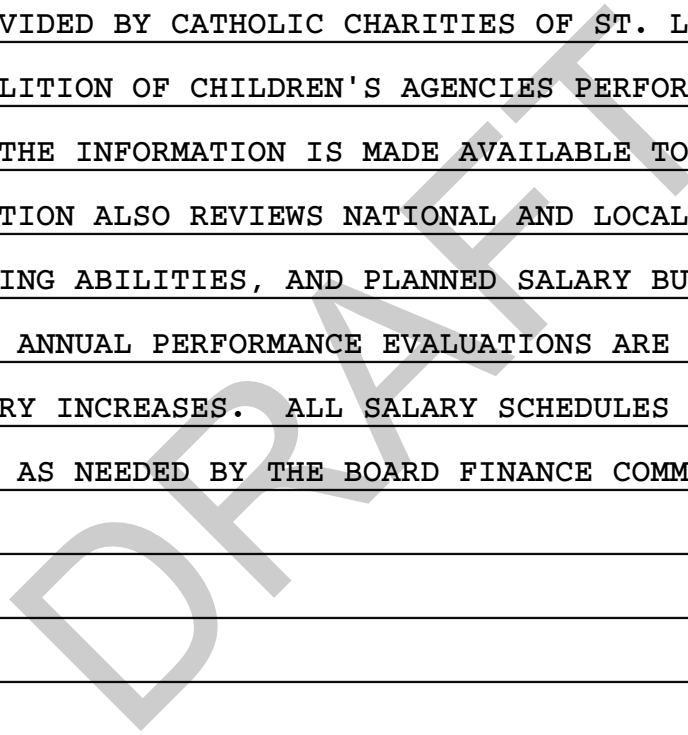 VIDED BY CATHOLIC CHARITIES OF ST. L
LITION OF CHILDREN'S AGENCIES PERFOR
THE INFORMATION IS MADE AVAILABLE TO
TION ALSO REVIEWS NATIONAL AND LOCAL
ING ABILITIES, AND PLANNED SALARY BU
ANNUAL PERFORMANCE EVALUATIONS ARE
RY INCREASES. ALL SALARY SCHEDULES
AS NEEDED BY THE BOARD FINANCE COMM
DRAFT